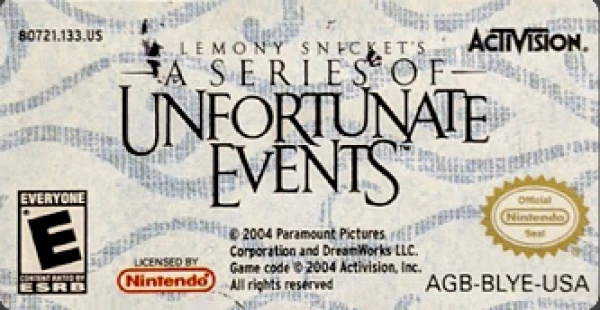 80721.133.US
ACTIVISION.
LEMONY SNICKET'S
A SERIES OF
UNFORTUNATE
EVENTS™
EVERYONE
E
CONTENT RATED BY
ESRB
LICENSED BY
Nintendo®
© 2004 Paramount Pictures
Corporation and DreamWorks LLC.
Game code © 2004 Activision, Inc.
All rights reserved
Official
Nintendo
Seal
AGB-BLYE-USA